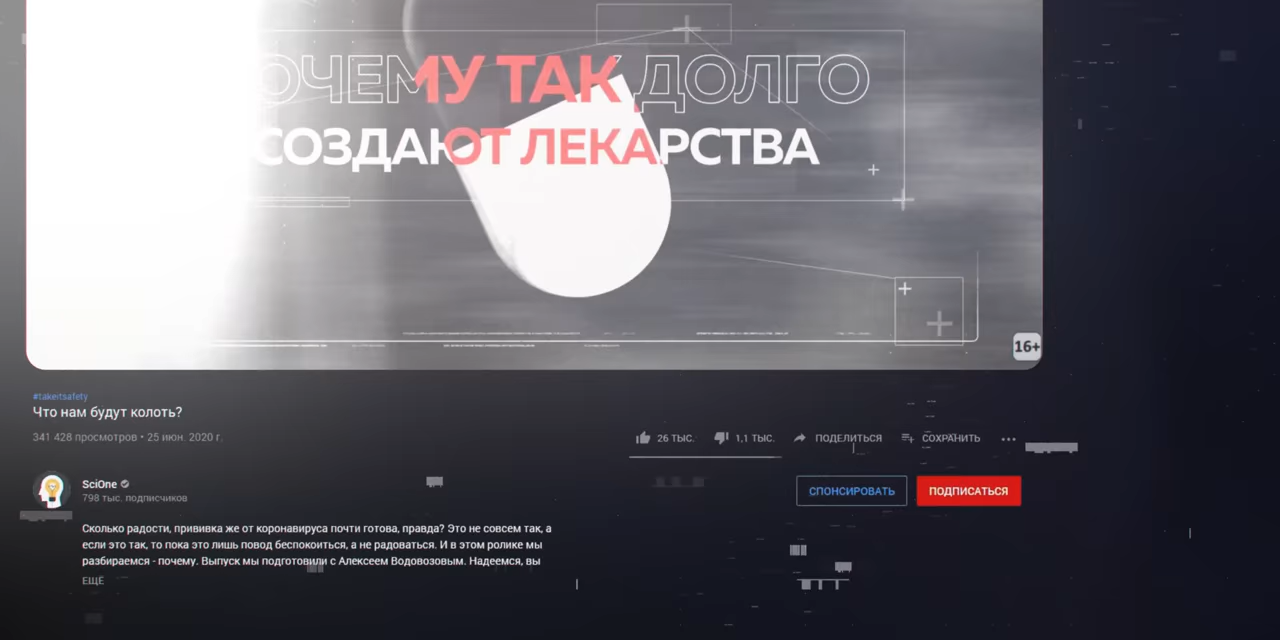 ОЧЕМУ ТАК ДОЛГО
СОЗДАЮТ ЛЕКАРСТВА
16+
#takeitsafety
Что нам будут колоть?
341 428 просмотров • 25 июн. 2020 г.
26 ТЫС.
1,1 ТЫС.
ПОДЕЛИТЬСЯ
СОХРАНИТЬ
SciOne
798 тыс. подписчиков
СПОНСИРОВАТЬ
ПОДПИСАТЬСЯ
Сколько радости, прививка же от коронавируса почти готова, правда? Это не совсем так, а
если это так, то пока это лишь повод беспокоиться, а не радоваться. И в этом ролике мы
разбираемся - почему. Выпуск мы подготовили с Алексеем Водовозовым. Надеемся, вы
ЕЩЁ